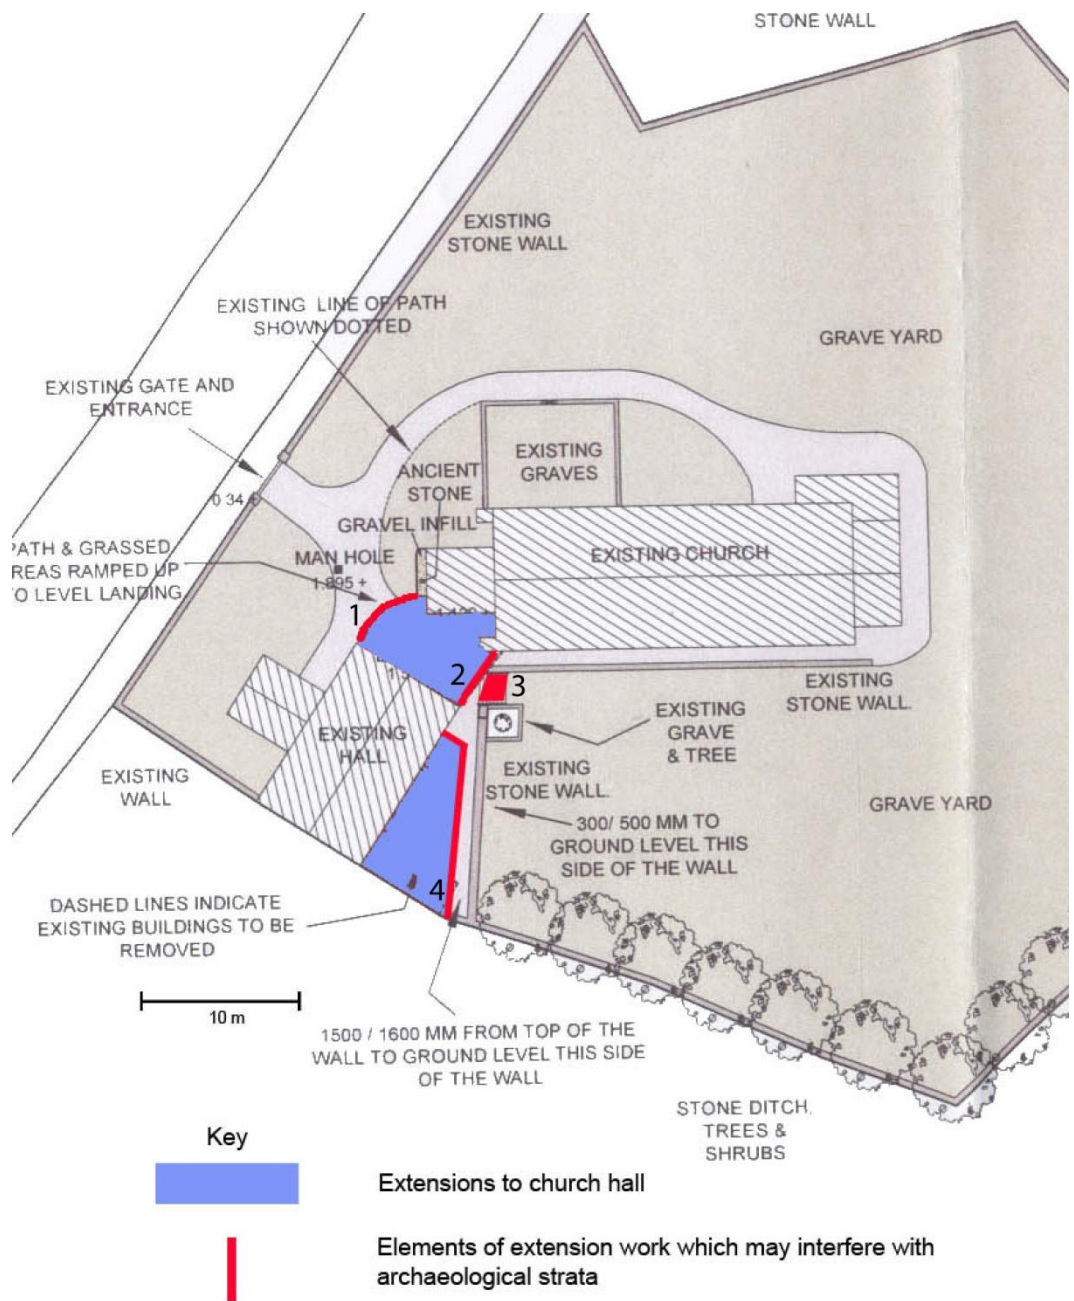 STONE WALL
EXISTING
STONE WALL
EXISTING LINE OF PATH
SHOWN DOTTED
GRAVE YARD
EXISTING GATE AND
ENTRANCE
EXISTING
GRAVES
ANCIENT
STONE
0 34 +
GRAVEL INFILL
PATH & GRASSED
AREAS RAMPED UP
TO LEVEL LANDING
MAN HOLE
1.895 +
EXISTING CHURCH
1
2
3
EXISTING
STONE WALL.
EXISTING
GRAVE
& TREE
EXISTING
HALL
EXISTING
WALL
EXISTING
STONE WALL.
GRAVE YARD
300/ 500 MM TO
GROUND LEVEL THIS
SIDE OF THE WALL
4
DASHED LINES INDICATE
EXISTING BUILDINGS TO BE
REMOVED
10 m
1500 / 1600 MM FROM TOP OF THE
WALL TO GROUND LEVEL THIS SIDE
OF THE WALL
STONE DITCH,
TREES &
SHRUBS
Key
Extensions to church hall
Elements of extension work which may interfere with
archaeological strata